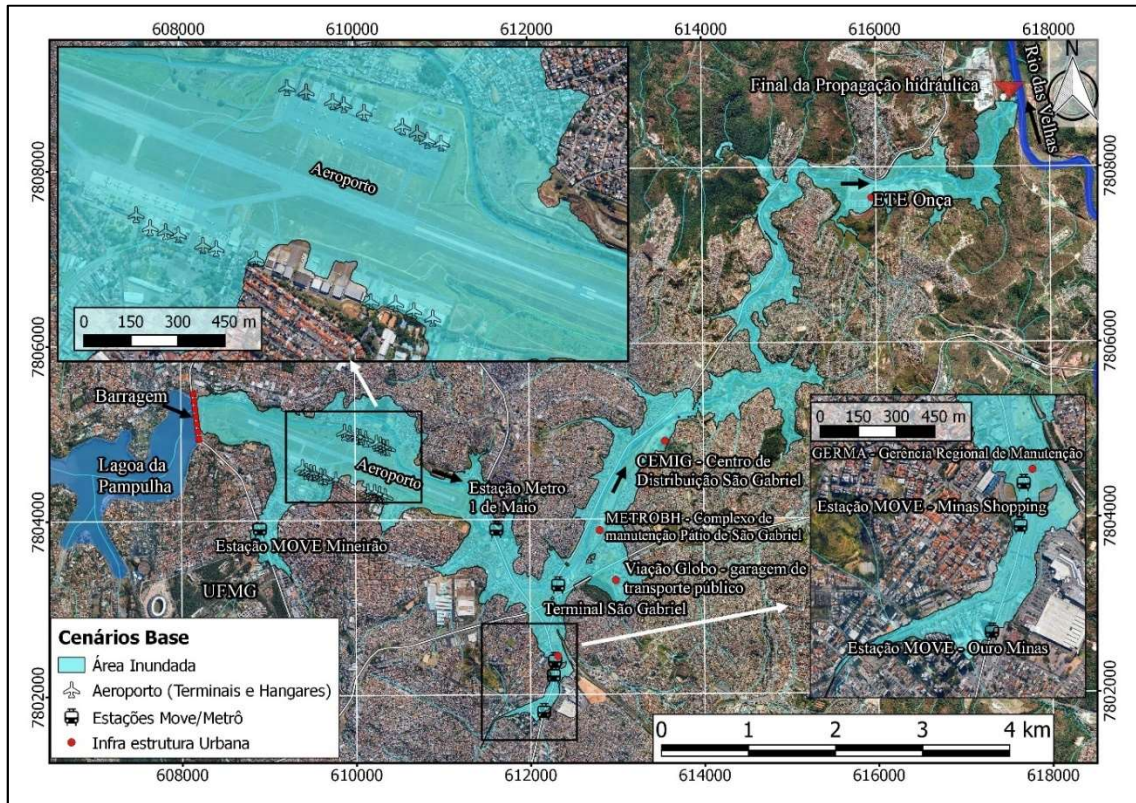 608000
610000
612000
614000
616000
618000
N
Final da Propagação hidráulica
Rio das Velhas
7808000
7808000
Aeroporto
ETE Onça
0 150 300 450 m
7806000
7806000
Barragem
0 150 300 450 m
Lagoa da
Pampulha
Aeroporto
Estação Metro
1 de Maio
CEMIG - Centro de
Distribuição São Gabriel
GERMA - Gerência Regional de Manutenção
Estação MOVE - Minas Shopping
7804000
7804000
Estação MOVE Mineirão
METROBH - Complexo de
manutenção Pátio de São Gabriel
UFMG
Viação Globo - garagem de
transporte público
Terminal São Gabriel
Estação MOVE - Ouro Minas
Cenários Base
Área Inundada
Aeroporto (Terminais e Hangares)
Estações Move/Metrô
Infra estrutura Urbana
7802000
7802000
0 1 2 3 4 km
608000
610000
612000
614000
616000
618000